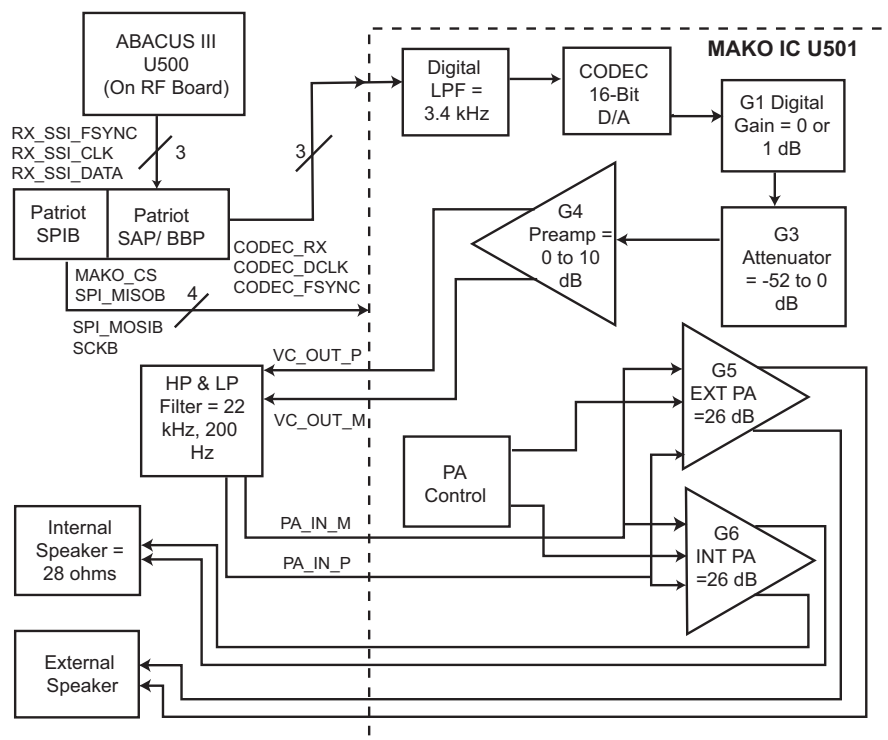 ABACUS III
U500
(On RF Board)
MAKO IC U501
Digital
LPF =
3.4 kHz
CODEC
16-Bit
D/A
G1 Digital
Gain = 0 or
1 dB
RX_SSI_FSYNC
RX_SSI_CLK
RX_SSI_DATA
3
3
Patriot
SPIB
Patriot
SAP/ BBP
CODEC_RX
CODEC_DCLK
CODEC_FSYNC
MAKO_CS
SPI_MISOB
4
SPI_MOSIB
SCKB
G4
Preamp =
0 to 10
dB
G3
Attenuator
= -52 to 0
dB
VC_OUT_P
VC_OUT_M
HP & LP
Filter = 22
kHz, 200
Hz
G5
EXT PA
=26 dB
PA
Control
PA_IN_M
PA_IN_P
G6
INT PA
=26 dB
Internal
Speaker =
28 ohms
External
Speaker